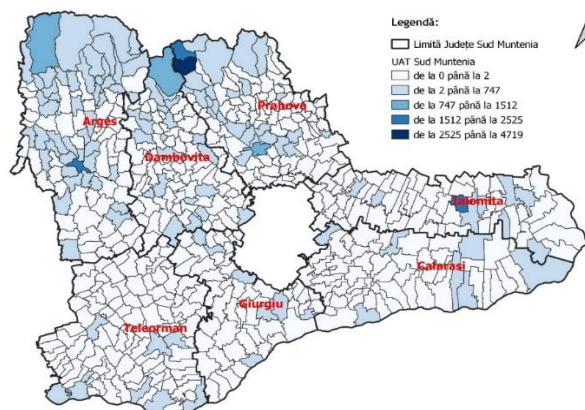 Legendă:
Limită Județe Sud Muntenia
UAT Sud Muntenia
de la 0 până la 2
de la 2 până la 747
de la 747 până la 1512
de la 1512 până la 2525
de la 2525 până la 4719
Prahova
Argeș
Dambovita
Ialomita
Calarasi
Giurgiu
Teleorman